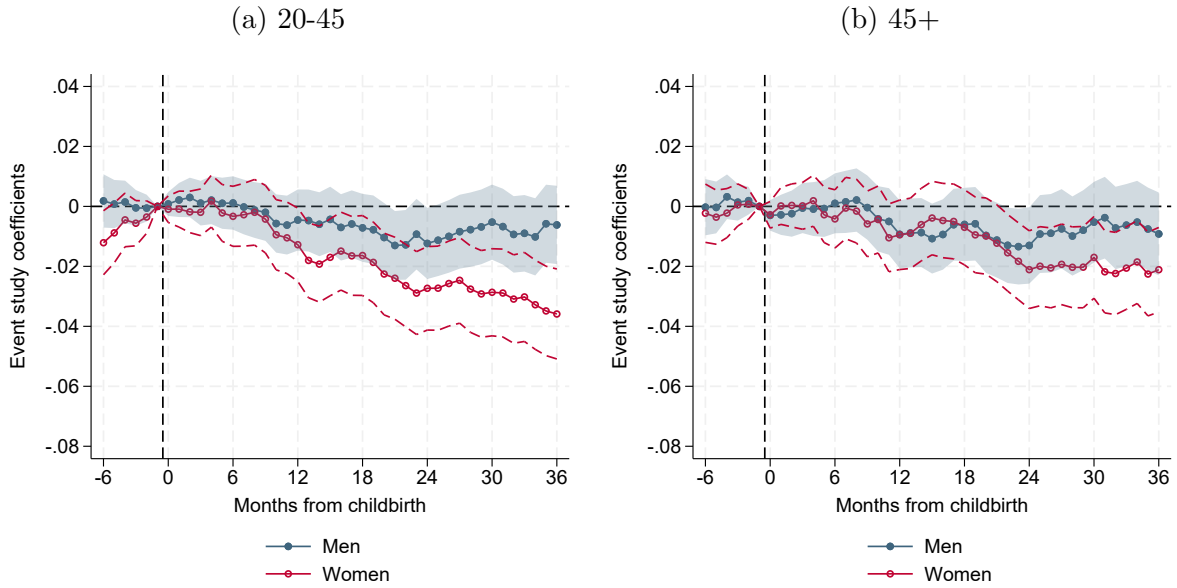 (a) 20-45
.04
.02
0
-.02
-.04
-.06
-.08
Event study coefficients
-6 0 6 12 18 24 30 36
Months from childbirth
Men
Women
(b) 45+
.04
.02
0
-.02
-.04
-.06
-.08
Event study coefficients
-6 0 6 12 18 24 30 36
Months from childbirth
Men
Women